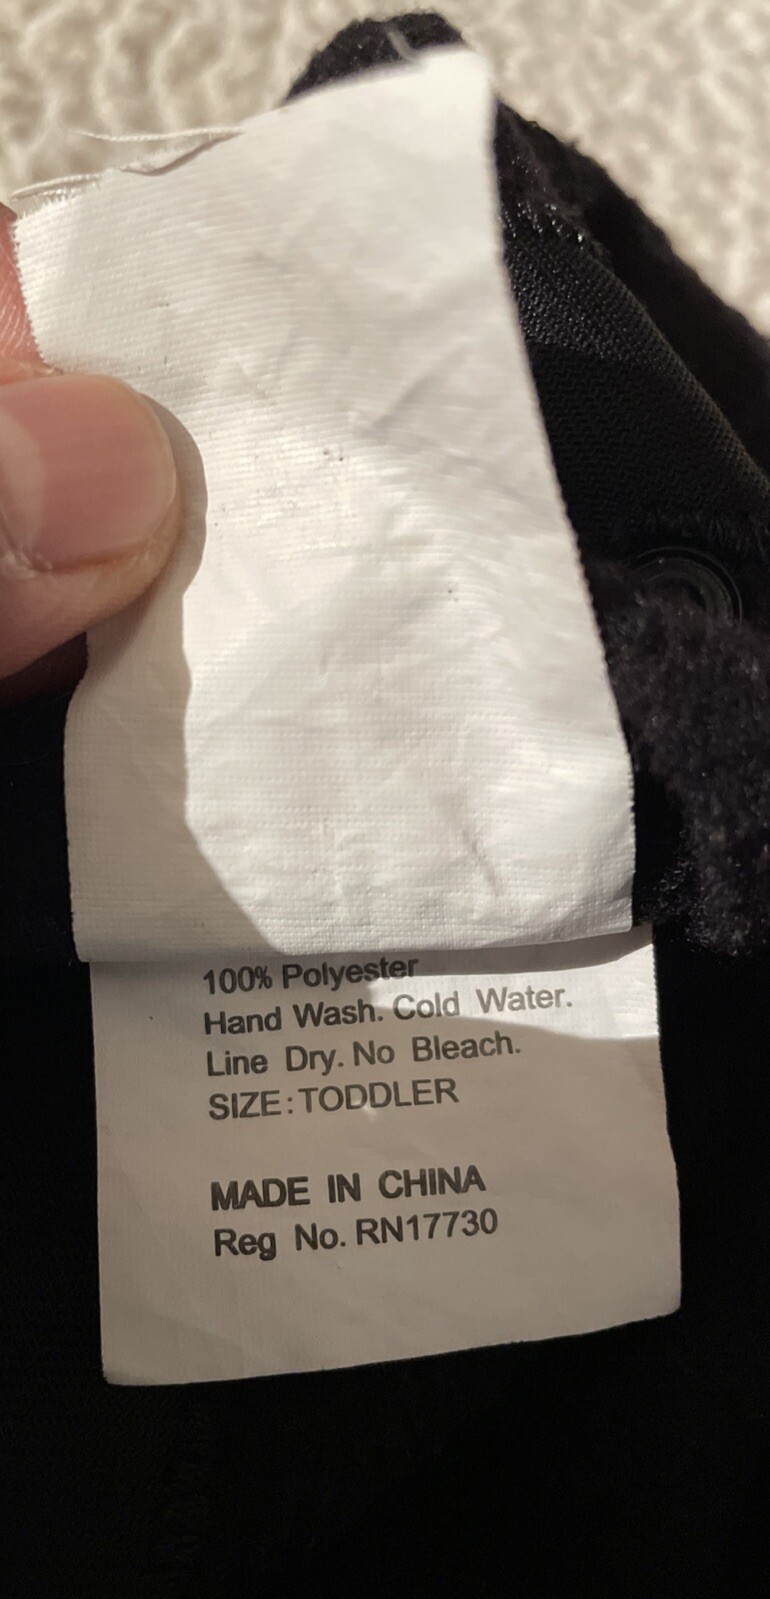 100% Polyester
Hand Wash. Cold Water.
Line Dry. No Bleach.
SIZE: TODDLER
MADE IN CHINA
Reg No. RN17730